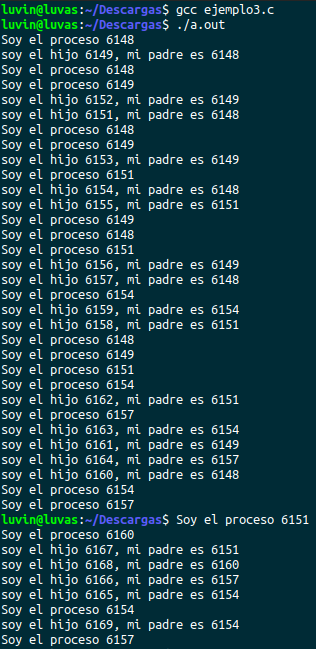 luvin@luvas:~/Descargas$ gcc ejemplo3.c
luvin@luvas:~/Descargas$ ./a.out
Soy el proceso 6148
soy el hijo 6149, mi padre es 6148
Soy el proceso 6148
Soy el proceso 6149
soy el hijo 6152, mi padre es 6149
soy el hijo 6151, mi padre es 6148
Soy el proceso 6148
Soy el proceso 6149
soy el hijo 6153, mi padre es 6149
Soy el proceso 6151
soy el hijo 6154, mi padre es 6148
soy el hijo 6155, mi padre es 6151
Soy el proceso 6149
Soy el proceso 6148
Soy el proceso 6151
soy el hijo 6156, mi padre es 6149
soy el hijo 6157, mi padre es 6148
Soy el proceso 6154
soy el hijo 6159, mi padre es 6154
soy el hijo 6158, mi padre es 6151
Soy el proceso 6148
Soy el proceso 6149
Soy el proceso 6151
Soy el proceso 6154
soy el hijo 6162, mi padre es 6151
Soy el proceso 6157
soy el hijo 6163, mi padre es 6154
soy el hijo 6161, mi padre es 6149
soy el hijo 6164, mi padre es 6157
soy el hijo 6160, mi padre es 6148
Soy el proceso 6154
Soy el proceso 6157
luvin@luvas:~/Descargas$ Soy el proceso 6151
Soy el proceso 6160
soy el hijo 6167, mi padre es 6151
soy el hijo 6168, mi padre es 6160
soy el hijo 6166, mi padre es 6157
soy el hijo 6165, mi padre es 6154
Soy el proceso 6154
soy el hijo 6169, mi padre es 6154
Soy el proceso 6157